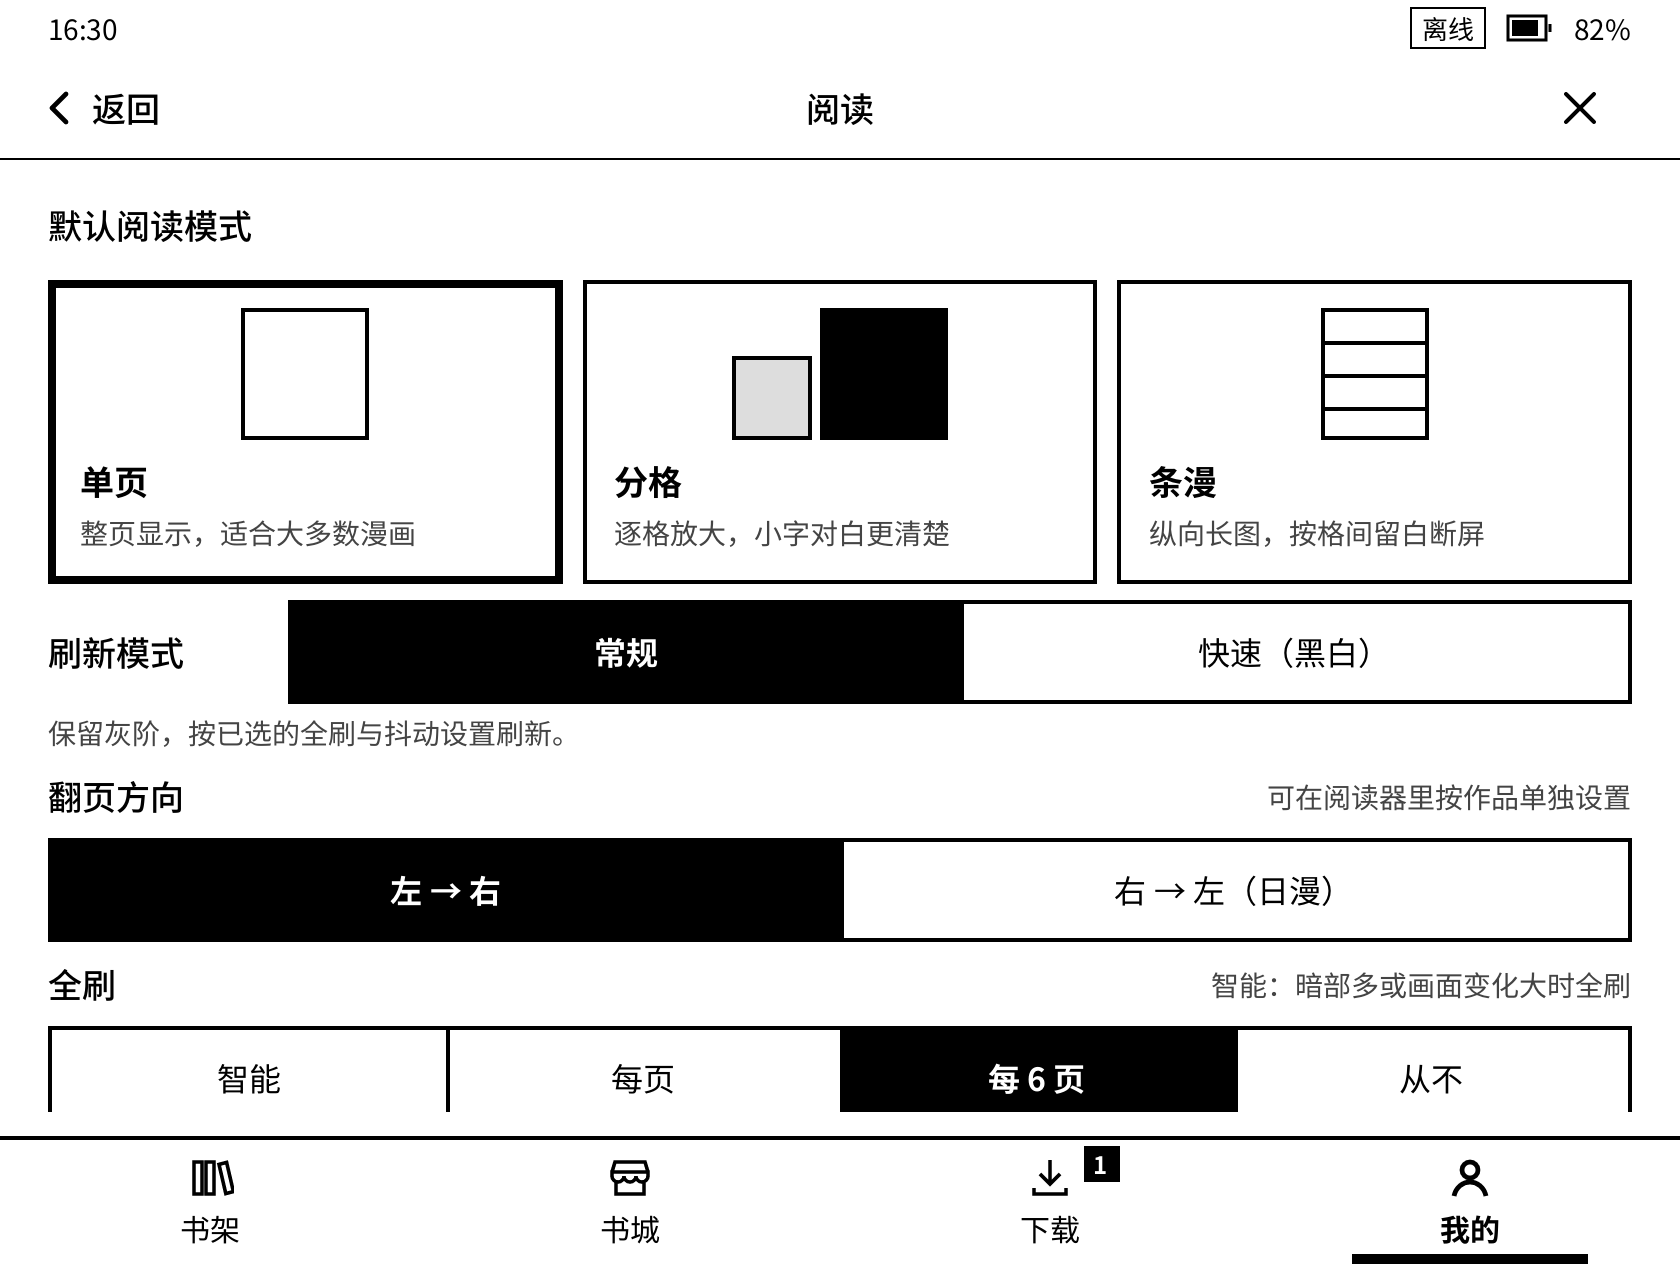 16:30
离线
82%
返回
阅读
默认阅读模式
单页
整页显示，适合大多数漫画
分格
逐格放大，小字对白更清楚
条漫
纵向长图，按格间留白断屏
刷新模式
常规
快速（黑白）
保留灰阶，按已选的全刷与抖动设置刷新。
翻页方向
可在阅读器里按作品单独设置
左 → 右
右 → 左（日漫）
全刷
智能：暗部多或画面变化大时全刷
智能
每页
每 6 页
从不
1
书架
书城
下载
我的